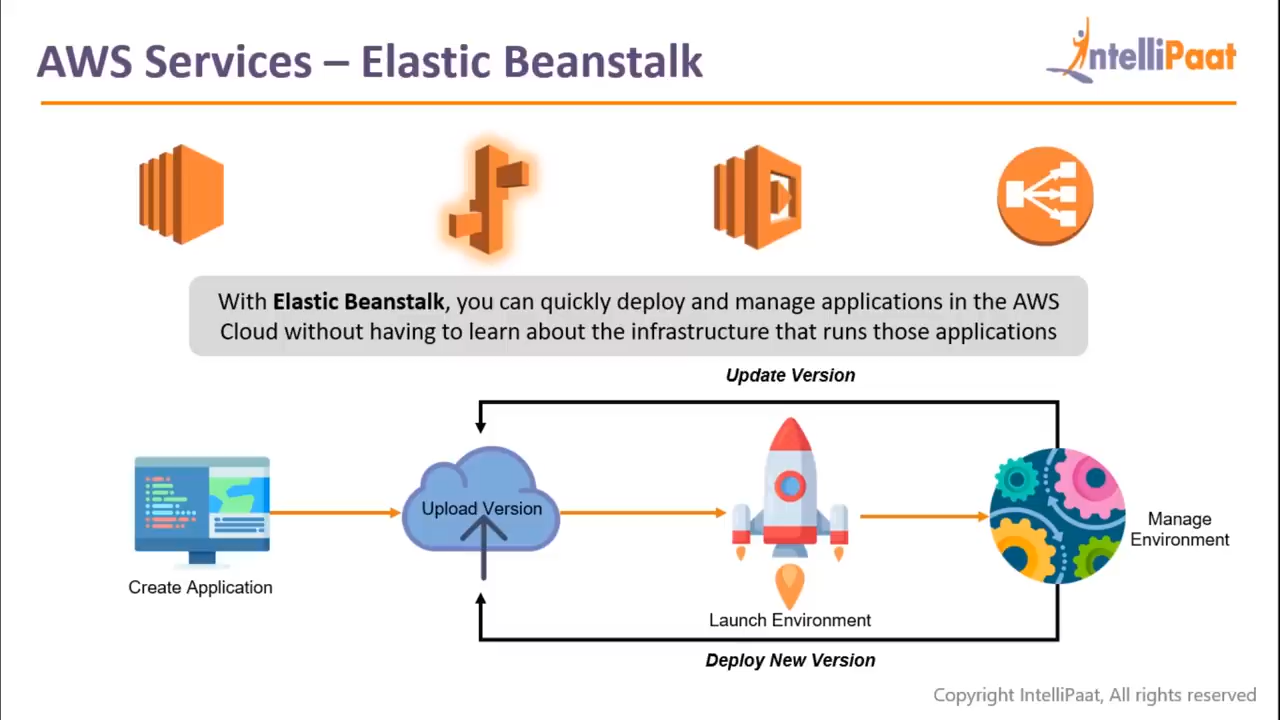 AWS Services – Elastic Beanstalk
IntelliPaat
With Elastic Beanstalk, you can quickly deploy and manage applications in the AWS
Cloud without having to learn about the infrastructure that runs those applications
Update Version
Upload Version
Manage
Environment
Create Application
Launch Environment
Deploy New Version
Copyright IntelliPaat, All rights reserved